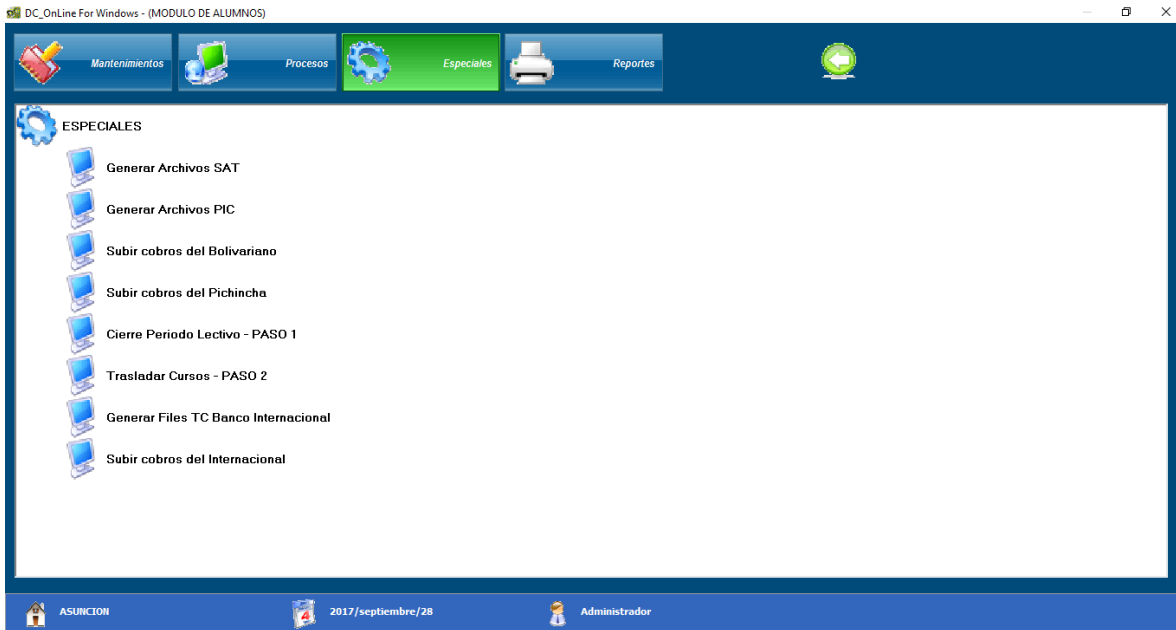 DC_OnLine For Windows - (MODULO DE ALUMNOS)
Mantenimientos
Procesos
Especiales
Reportes
ESPECIALES
Generar Archivos SAT
Generar Archivos PIC
Subir cobros del Bolivariano
Subir cobros del Pichincha
Cierre Periodo Lectivo - PASO 1
Trasladar Cursos - PASO 2
Generar Files TC Banco Internacional
Subir cobros del Internacional
ASUNCION
4
2017/septiembre/28
Administrador